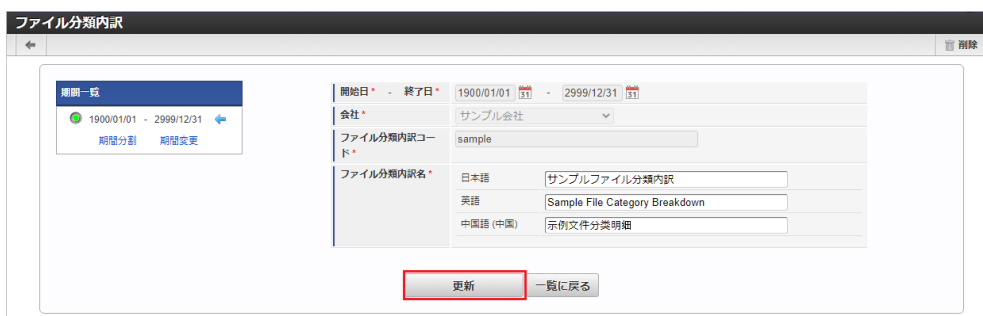 ファイル分類内訳
削除
期間一覧
1900/01/01 - 2999/12/31
期間分割 期間変更
開始日* - 終了日* 1900/01/01 31 - 2999/12/31 31
会社* サンプル会社
ファイル分類内訳コー
ド*
sample
ファイル分類内訳名*
日本語 サンプルファイル分類内訳
英語 Sample File Category Breakdown
中国語 (中国) 示例文件分类明细
更新 一覧に戻る